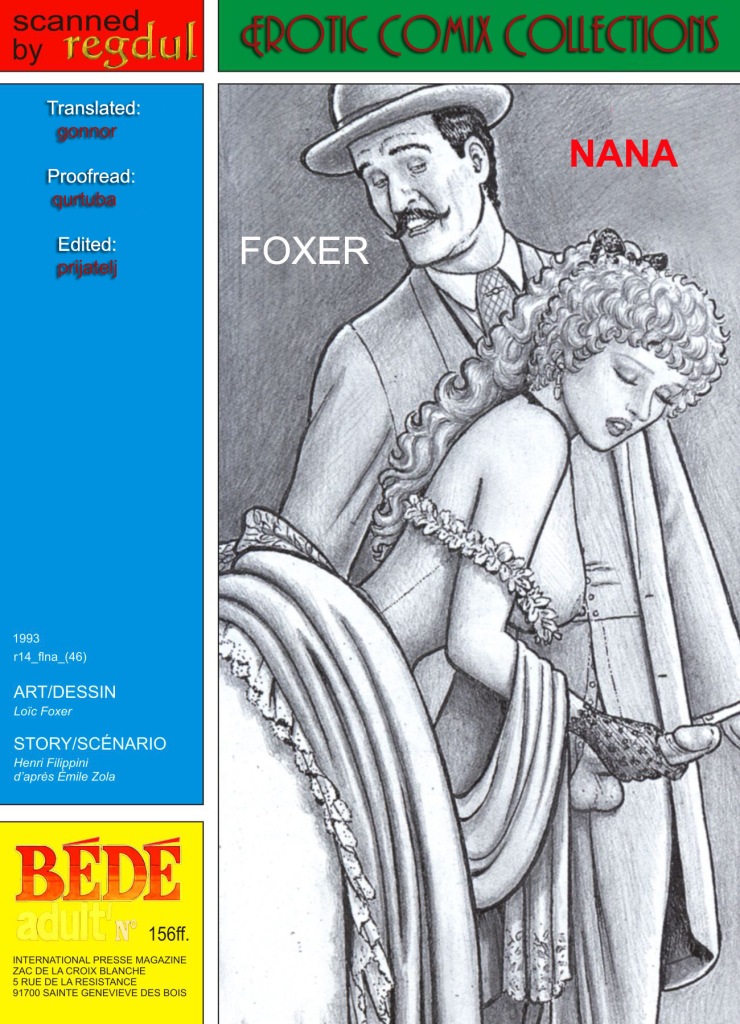 scanned
by regdul
EROTIC COMIX COLLECTIONS
Translated:
gonnor
Proofread:
qurtuba
Edited:
prijatelj
NANA
FOXER
1993
r14_flna_(46)
ART/DESSIN
Loïc Foxer
STORY/SCÉNARIO
Henri Filippini
d'après Émile Zola
BÉDÉ
adult' N° 156ff.
INTERNATIONAL PRESSE MAGAZINE
ZAC DE LA CROIX BLANCHE
5 RUE DE LA RESISTANCE
91700 SAINTE GENEVIEVE DES BOIS